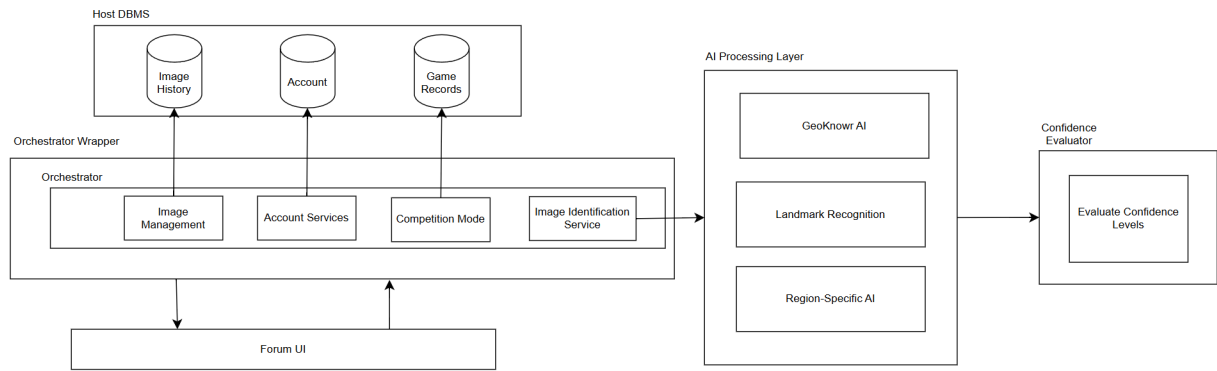 Host DBMS
Image
History
Account
Game
Records
AI Processing Layer
GeoKnowr AI
Landmark Recognition
Region-Specific AI
Confidence
Evaluator
Evaluate Confidence
Levels
Orchestrator Wrapper
Orchestrator
Image
Management
Account Services
Competition Mode
Image Identification
Service
Forum UI